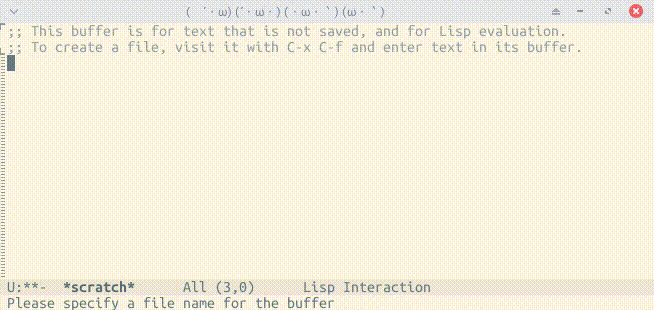 (　´･ω)(´･ω･)(･ω･｀)(ω･｀)
;; This buffer is for text that is not saved, and for Lisp evaluation.
;; To create a file, visit it with C-x C-f and enter text in its buffer.
U:**-  *scratch*      All (3,0)      Lisp Interaction
Please specify a file name for the buffer